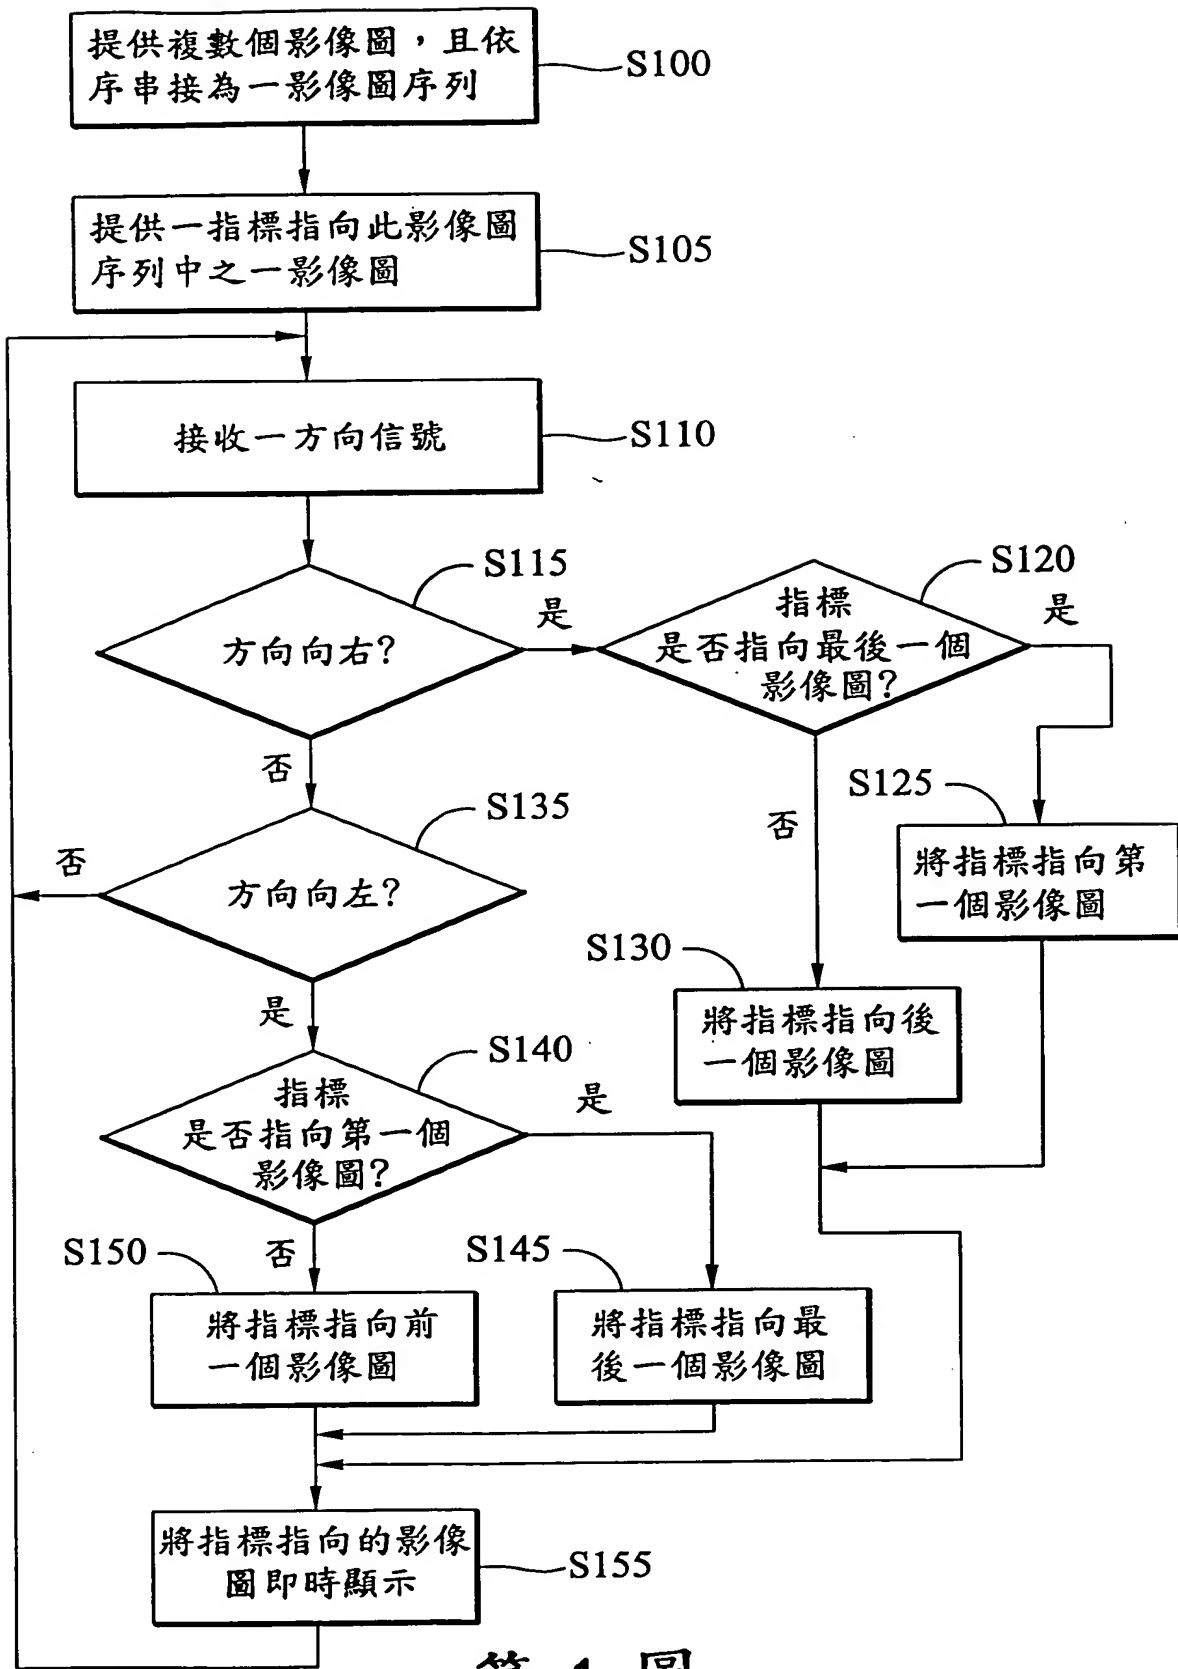 提供複數個影像圖，且依
序串接為一影像圖序列
S100
提供一指標指向此影像圖
序列中之一影像圖
S105
接收一方向信號
S110
S115
方向向右?
是
否
S120
指標
是否指向最後一個
影像圖?
是
否
S125
將指標指向第
一個影像圖
S130
將指標指向後
一個影像圖
S135
方向向左?
否
是
S140
指標
是否指向第一個
影像圖?
是
否
S150
將指標指向前
一個影像圖
S145
將指標指向最
後一個影像圖
將指標指向的影像
圖即時顯示
S155
第 1 圖